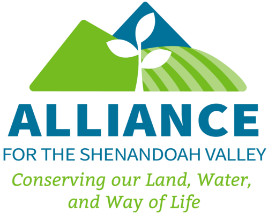 ALLIANCE
FOR THE SHENANDOAH VALLEY
Conserving our Land, Water,
and Way of Life